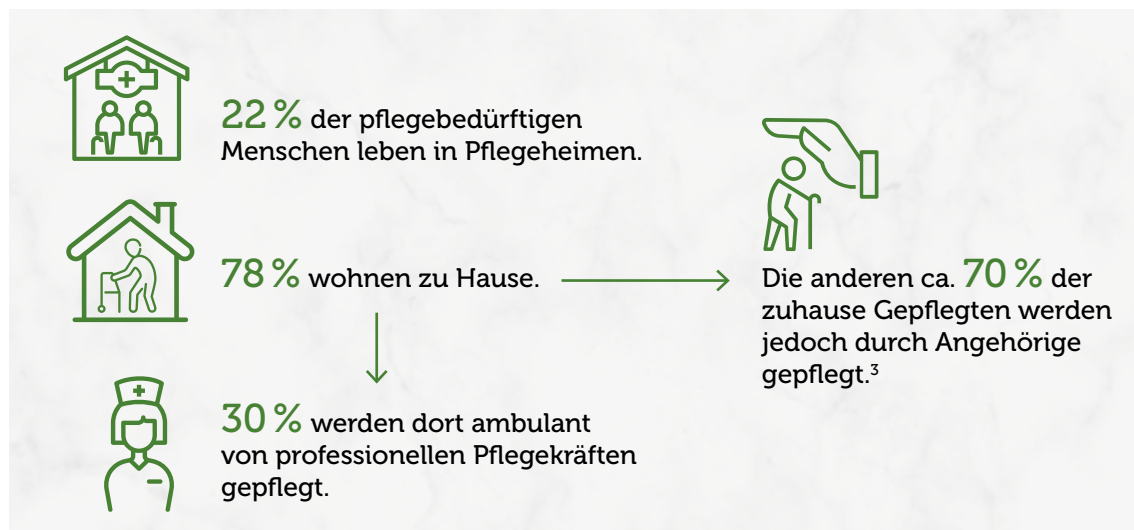 22 % der pflegebedürftigen
Menschen leben in Pflegeheimen.
78 % wohnen zu Hause.
30 % werden dort ambulant
von professionellen Pflegekräften
gepflegt.
Die anderen ca. 70 % der
zuhause Gepflegten werden
jedoch durch Angehörige
gepflegt.³